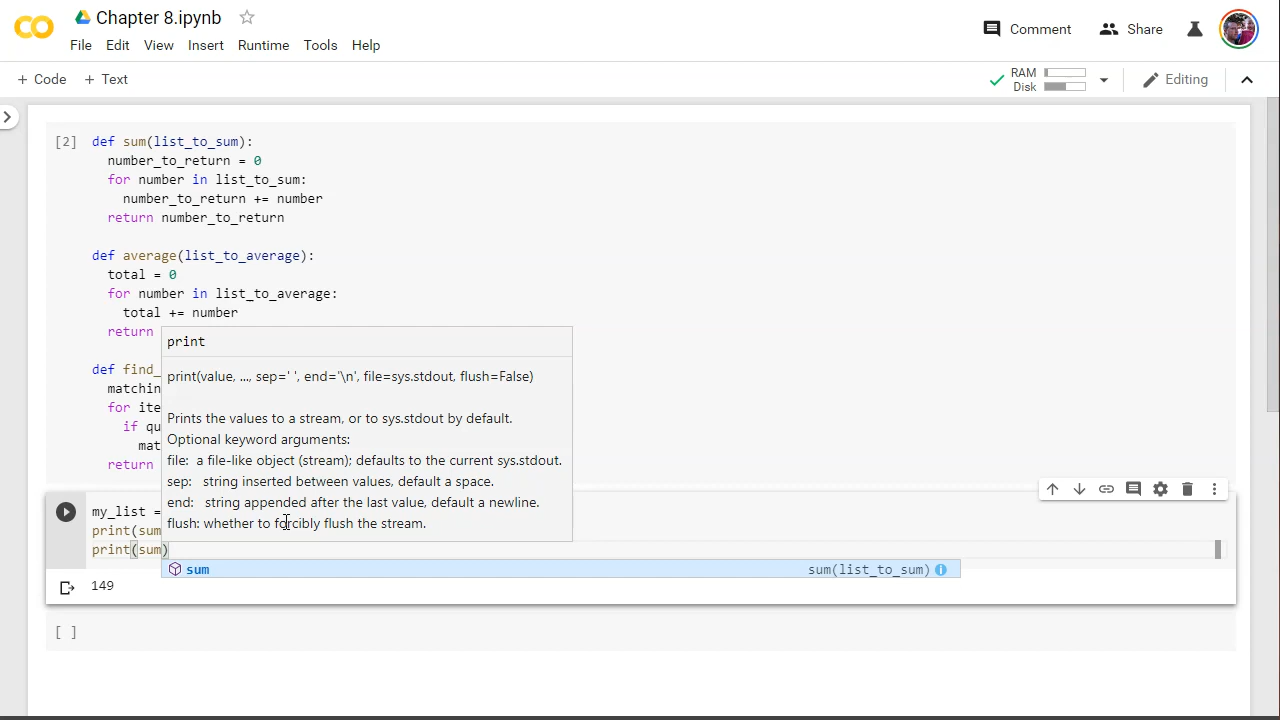 Chapter 8.ipynb
File Edit View Insert Runtime Tools Help
Comment Share
+ Code + Text
RAM
Disk
Editing
[2] def sum(list_to_sum):
number_to_return = 0
for number in list_to_sum:
number_to_return += number
return number_to_return
def average(list_to_average):
total = 0
for number in list_to_average:
total += number
return
def find_
matchin
for ite
if qu
mat
return
print
print(value, ..., sep=' ', end='\n', file=sys.stdout, flush=False)
Prints the values to a stream, or to sys.stdout by default.
Optional keyword arguments:
file: a file-like object (stream); defaults to the current sys.stdout.
sep: string inserted between values, default a space.
end: string appended after the last value, default a newline.
flush: whether to forcibly flush the stream.
my_list =
print(sum
print(sum)
sum sum(list_to_sum)
149
[ ]